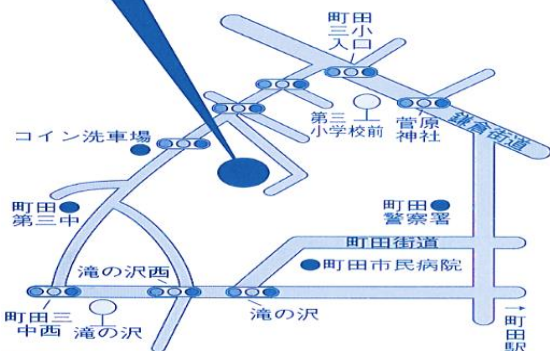 町田
三小
入口
第三
小学校前
菅原
神社
鎌倉街道
コイン洗車場
町田
第三中
町田
警察署
町田街道
町田市民病院
滝の沢西
町田三
中西
滝の沢
滝の沢
→町田駅